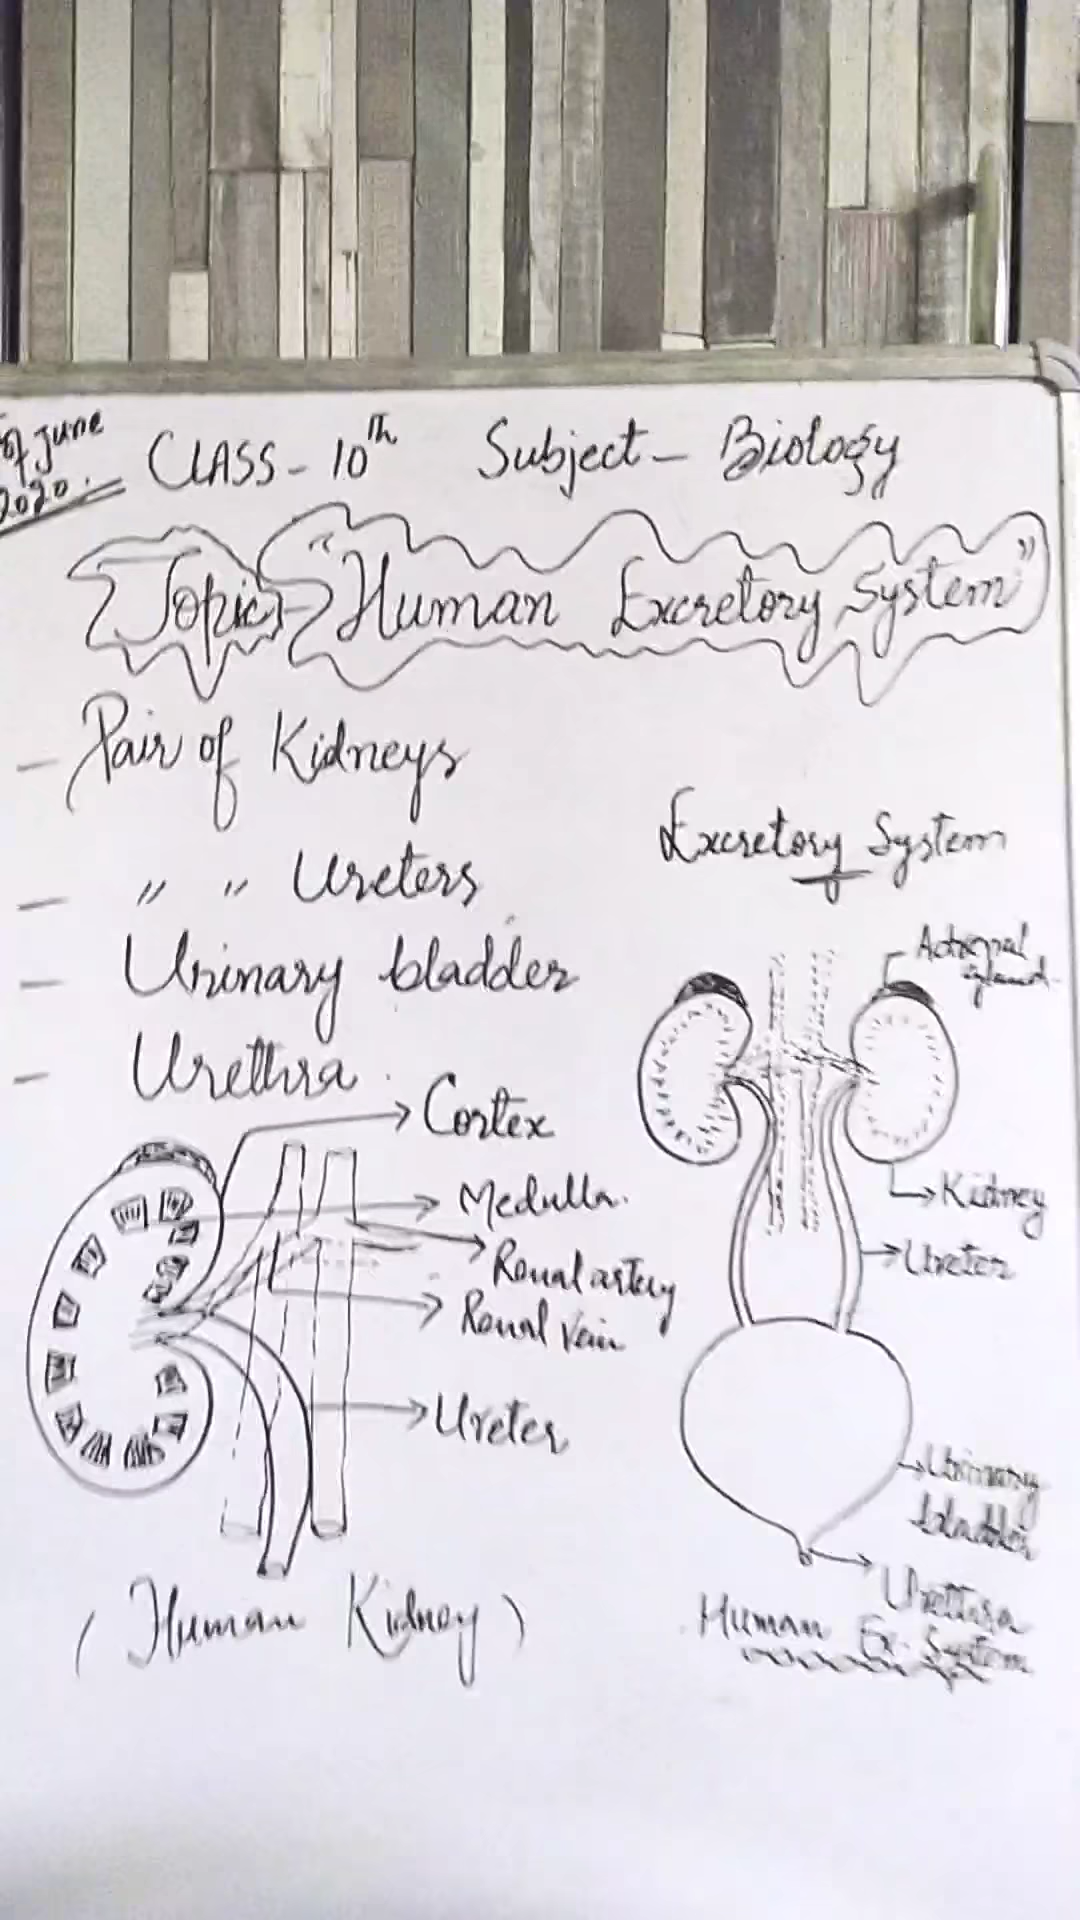 June
2020.
CLASS - 10th Subject - Biology
Topic - "Human Excretory System"
- Pair of Kidneys
- " " Ureters
- Urinary bladder
- Urethra
Cortex
Medulla.
Renal artery
Renal vein
Ureter
(Human Kidney)
Excretory System
Adrenal
gland.
Kidney
Ureter
Urinary
bladder
Urethra
Human Ex. System